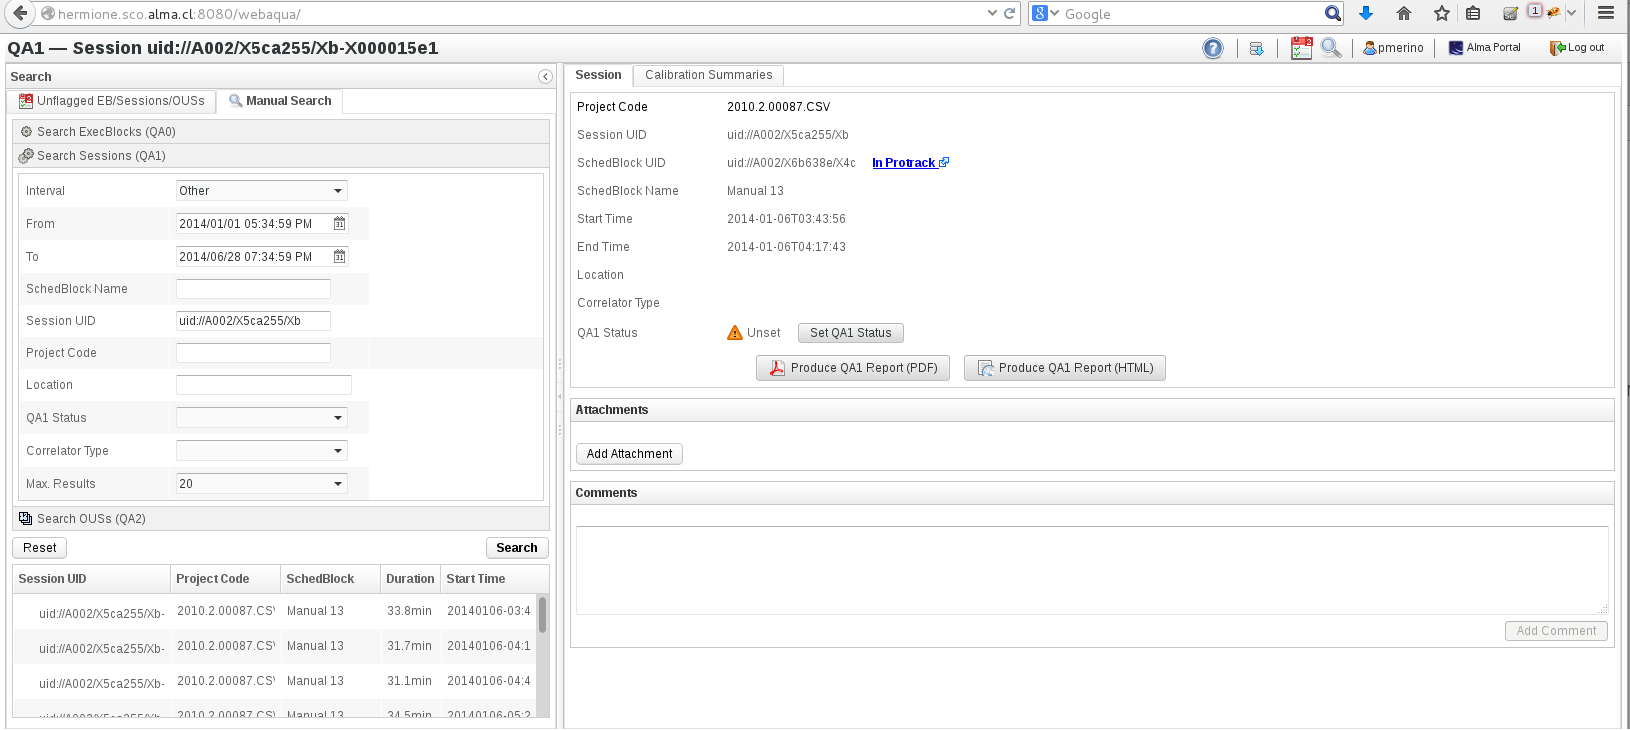 hermione.sco.alma.cl:8080/webaqua/
Google
1
QA1 — Session uid://A002/X5ca255/Xb-X000015e1
pmerino
Alma Portal
Log out
Search
Unflagged EB/Sessions/OUSs
Manual Search
Search ExecBlocks (QA0)
Search Sessions (QA1)
Interval
Other
From
2014/01/01 05:34:59 PM
To
2014/06/28 07:34:59 PM
SchedBlock Name
Session UID
uid://A002/X5ca255/Xb
Project Code
Location
QA1 Status
Correlator Type
Max. Results
20
Search OUSs (QA2)
Reset
Search
Session UID Project Code SchedBlock Duration Start Time
uid://A002/X5ca255/Xb- 2010.2.00087.CSV Manual 13 33.8min 20140106-03:4
uid://A002/X5ca255/Xb- 2010.2.00087.CSV Manual 13 31.7min 20140106-04:1
uid://A002/X5ca255/Xb- 2010.2.00087.CSV Manual 13 31.1min 20140106-04:4
uid://A002/X5ca255/Xb- 2010.2.00087.CSV Manual 13 34.5min 20140106-05:2
Session
Calibration Summaries
Project Code 2010.2.00087.CSV
Session UID uid://A002/X5ca255/Xb
SchedBlock UID uid://A002/X6b638e/X4c In Protrack
SchedBlock Name Manual 13
Start Time 2014-01-06T03:43:56
End Time 2014-01-06T04:17:43
Location
Correlator Type
QA1 Status Unset Set QA1 Status
Produce QA1 Report (PDF) Produce QA1 Report (HTML)
Attachments
Add Attachment
Comments
Add Comment